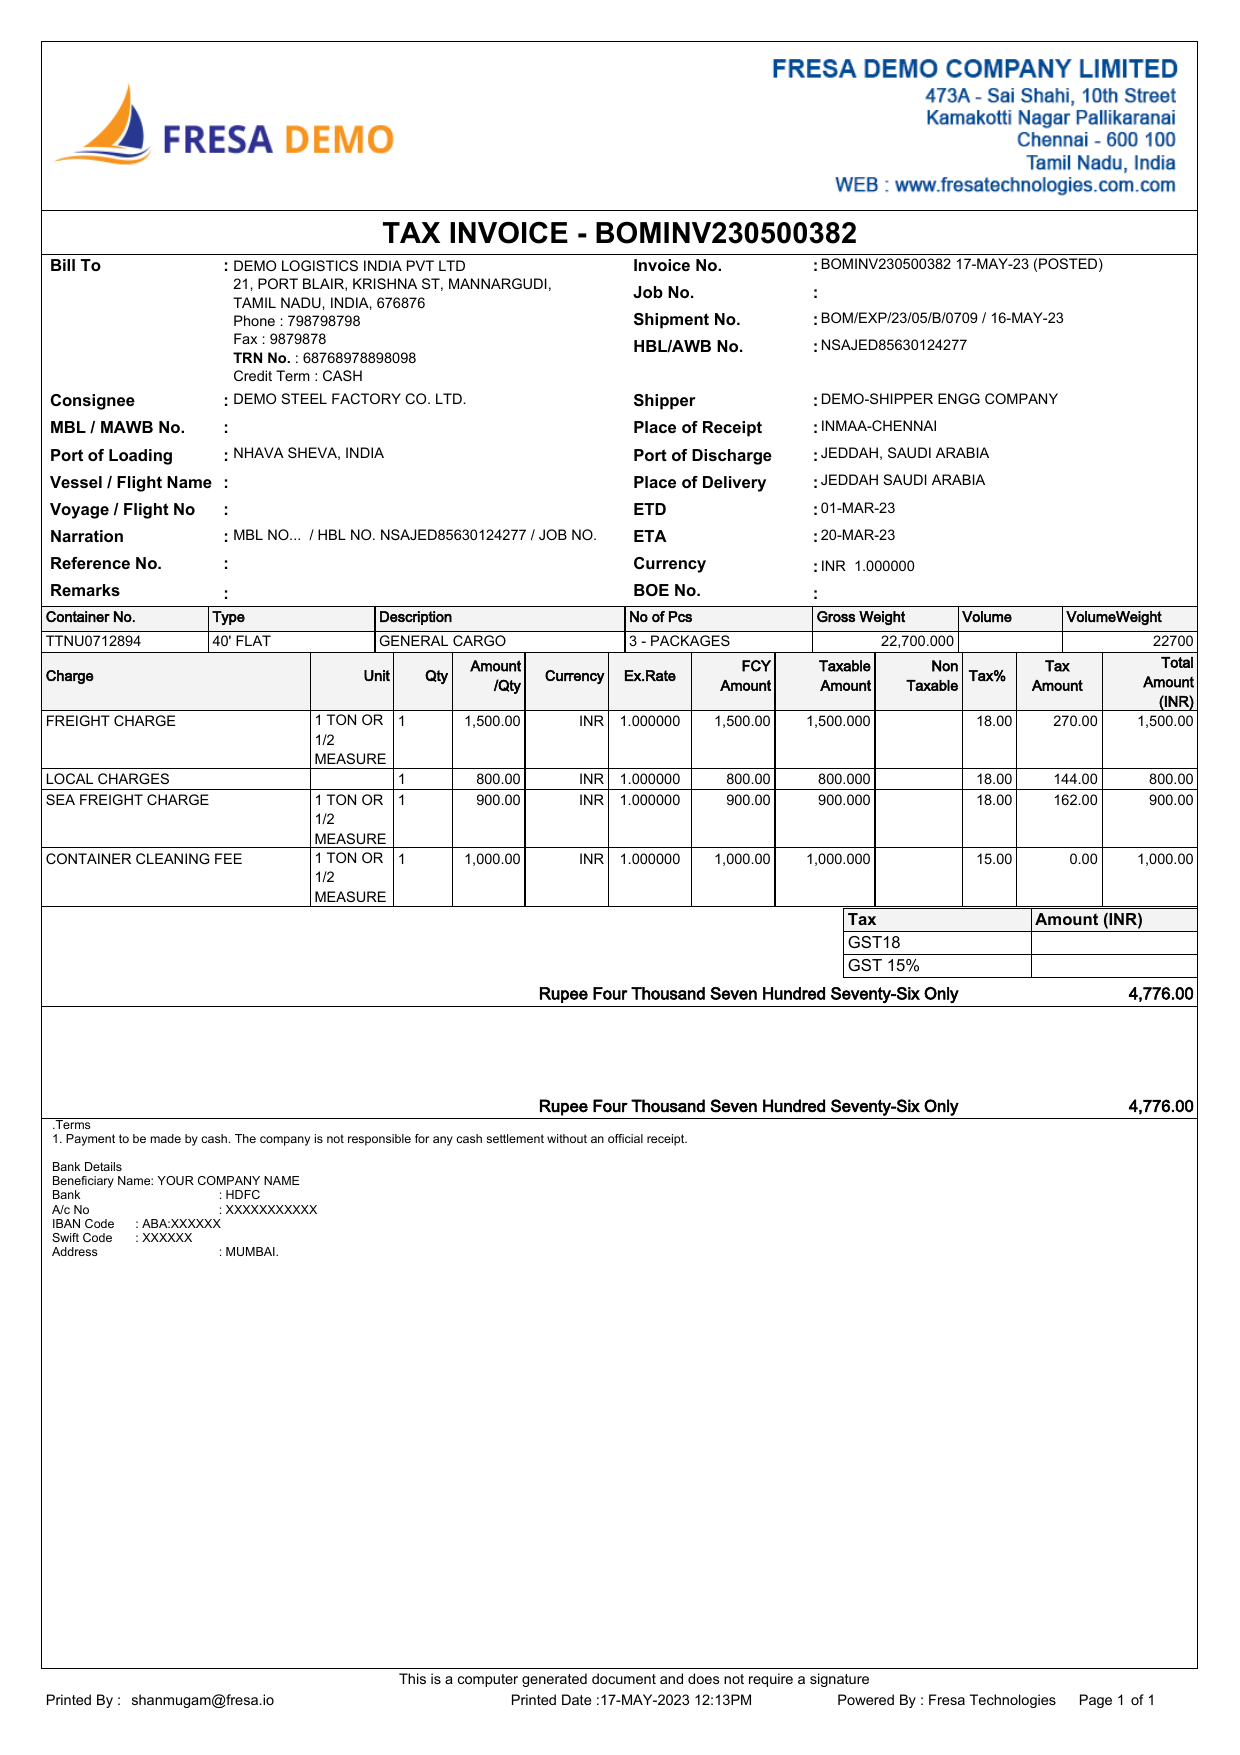 FRESA DEMO
FRESA DEMO COMPANY LIMITED
473A - Sai Shahi, 10th Street
Kamakotti Nagar Pallikaranai
Chennai - 600 100
Tamil Nadu, India
WEB : www.fresatechnologies.com.com
TAX INVOICE - BOMINV230500382
Bill To : DEMO LOGISTICS INDIA PVT LTD
21, PORT BLAIR, KRISHNA ST, MANNARGUDI,
TAMIL NADU, INDIA, 676876
Phone : 798798798
Fax : 9879878
TRN No. : 68768978898098
Credit Term : CASH
Invoice No. : BOMINV230500382 17-MAY-23 (POSTED)
Job No. :
Shipment No. : BOM/EXP/23/05/B/0709 / 16-MAY-23
HBL/AWB No. : NSAJED85630124277
Consignee : DEMO STEEL FACTORY CO. LTD.
Shipper : DEMO-SHIPPER ENGG COMPANY
MBL / MAWB No. :
Place of Receipt : INMAA-CHENNAI
Port of Loading : NHAVA SHEVA, INDIA
Port of Discharge : JEDDAH, SAUDI ARABIA
Vessel / Flight Name :
Place of Delivery : JEDDAH SAUDI ARABIA
Voyage / Flight No :
ETD : 01-MAR-23
Narration : MBL NO... / HBL NO. NSAJED85630124277 / JOB NO.
ETA : 20-MAR-23
Reference No. :
Currency : INR 1.000000
Remarks :
BOE No. :
Container No. Type Description No of Pcs Gross Weight Volume VolumeWeight
TTNU0712894 40' FLAT GENERAL CARGO 3 - PACKAGES 22,700.000 22700
Charge Unit Qty Amount /Qty Currency Ex.Rate FCY Amount Taxable Amount Non Taxable Tax% Tax Amount Total Amount (INR)
FREIGHT CHARGE 1 TON OR 1/2 MEASURE 1 1,500.00 INR 1.000000 1,500.00 1,500.000 18.00 270.00 1,500.00
LOCAL CHARGES 1 800.00 INR 1.000000 800.00 800.000 18.00 144.00 800.00
SEA FREIGHT CHARGE 1 TON OR 1/2 MEASURE 1 900.00 INR 1.000000 900.00 900.000 18.00 162.00 900.00
CONTAINER CLEANING FEE 1 TON OR 1/2 MEASURE 1 1,000.00 INR 1.000000 1,000.00 1,000.000 15.00 0.00 1,000.00
Tax Amount (INR)
GST18
GST 15%
Rupee Four Thousand Seven Hundred Seventy-Six Only 4,776.00
Rupee Four Thousand Seven Hundred Seventy-Six Only 4,776.00
.Terms
1. Payment to be made by cash. The company is not responsible for any cash settlement without an official receipt.
Bank Details
Beneficiary Name: YOUR COMPANY NAME
Bank : HDFC
A/c No : XXXXXXXXXXX
IBAN Code : ABA:XXXXXX
Swift Code : XXXXXX
Address : MUMBAI.
This is a computer generated document and does not require a signature
Printed By : shanmugam@fresa.io Printed Date :17-MAY-2023 12:13PM Powered By : Fresa Technologies Page 1 of 1